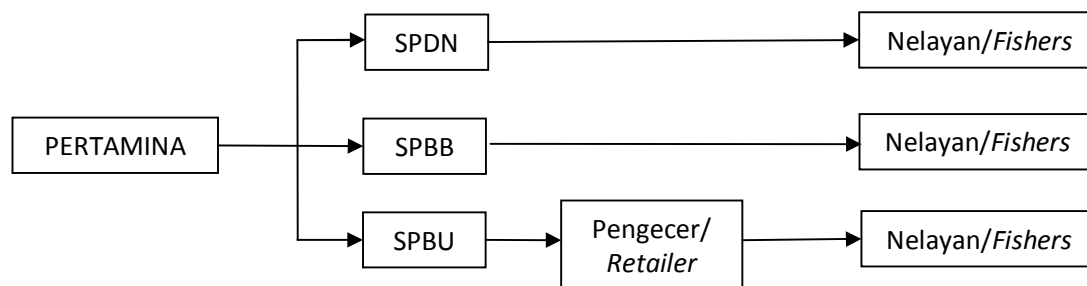 SPDN
Nelayan/Fishers
PERTAMINA
SPBB
Nelayan/Fishers
SPBU
Pengecer/
Retailer
Nelayan/Fishers